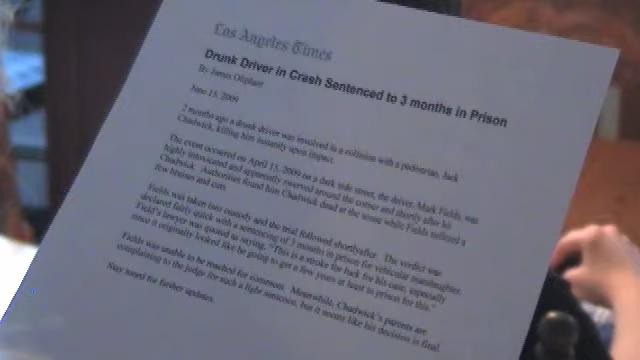 Los Angeles Times
Drunk Driver in Crash Sentenced to 3 months in Prison
By James Oliphant
June 15, 2009
2 months ago a drunk driver was involved in a collision with a pedestrian, Jack
Chadwick, killing him instantly upon impact.
The event occurred on April 15, 2009 on a dark side street, the driver, Mark Fields, was
highly intoxicated and apparently swerved around the corner and shortly after hit
Chadwick. Authorities found him Chadwick dead at the scene while Fields suffered a
few bruises and cuts.
Fields was taken into custody and the trial followed shortly after. The verdict was
declared fairly quick with a sentencing of 3 months in prison for vehicular manslaughter.
Field's lawyer was quoted as saying, "This is a stroke for luck for his case, especially
since it originally looked like he going to get a few years at least in prison for this."
Fields was unable to be reached for comment. Meanwhile, Chadwick's parents are
complaining to the judge for such a light sentence, but it seems like his decision is final.
Stay tuned for further updates.